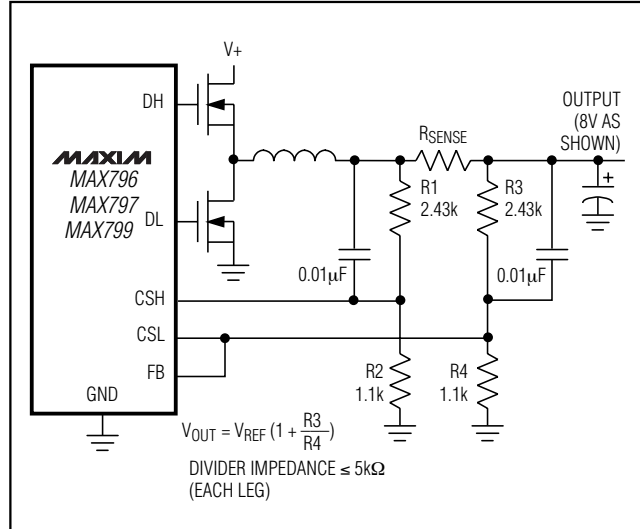 V+
DH
OUTPUT
(8V AS
SHOWN)
RSENSE
+
MAXIM
MAX796
MAX797
MAX799
R1
2.43k
R3
2.43k
DL
0.01µF
0.01µF
CSH
CSL
FB
R2
1.1k
R4
1.1k
GND
VOUT = VREF (1 + R3/R4)
DIVIDER IMPEDANCE ≤ 5kΩ
(EACH LEG)